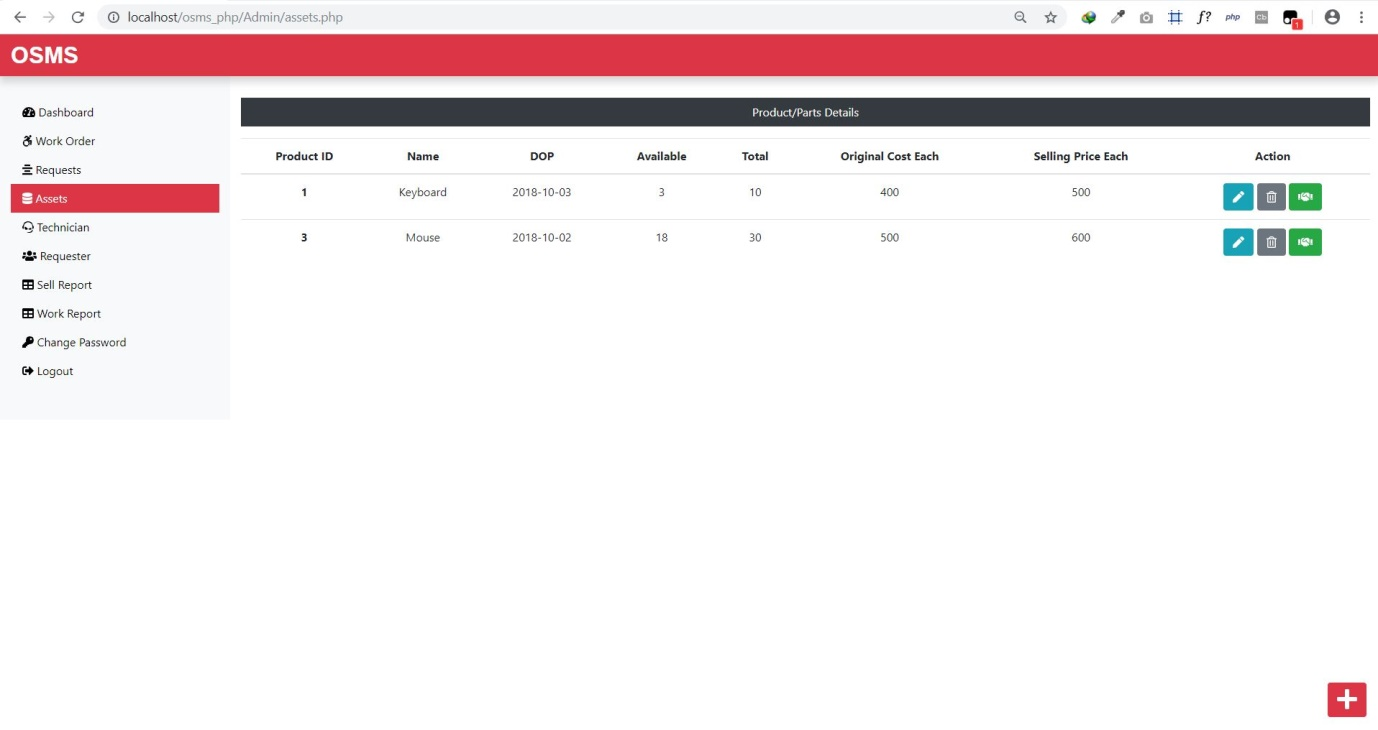 localhost/osms_php/Admin/assets.php
f?
php
Cb
1
OSMS
Dashboard
Work Order
Requests
Assets
Technician
Requester
Sell Report
Work Report
Change Password
Logout
Product/Parts Details
Product ID Name DOP Available Total Original Cost Each Selling Price Each Action
1 Keyboard 2018-10-03 3 10 400 500
3 Mouse 2018-10-02 18 30 500 600